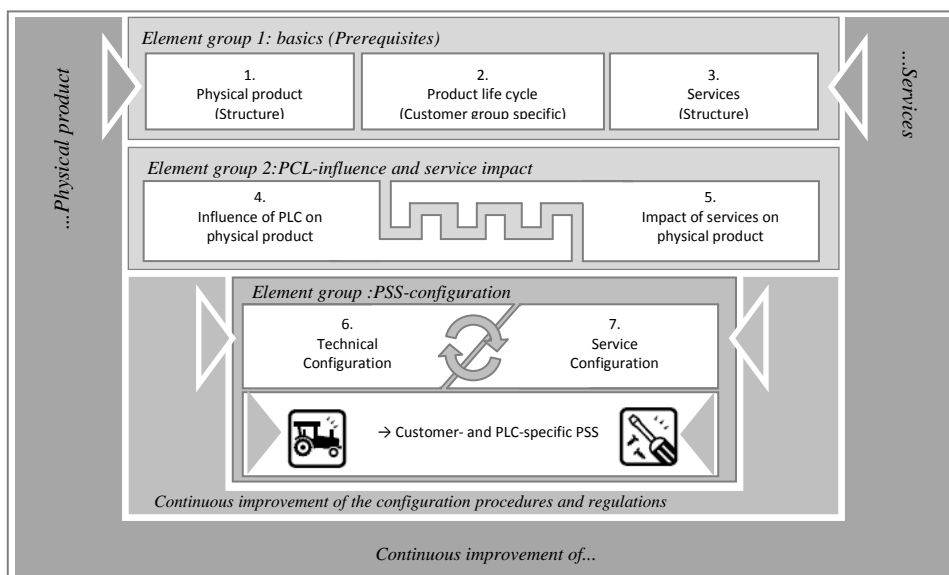 Element group 1: basics (Prerequisites)
1.
Physical product
(Structure)
2.
Product life cycle
(Customer group specific)
3.
Services
(Structure)
...Physical product
...Services
Element group 2:PCL-influence and service impact
4.
Influence of PLC on
physical product
5.
Impact of services on
physical product
Element group :PSS-configuration
6.
Technical
Configuration
7.
Service
Configuration
→ Customer- and PLC-specific PSS
Continuous improvement of the configuration procedures and regulations
Continuous improvement of...